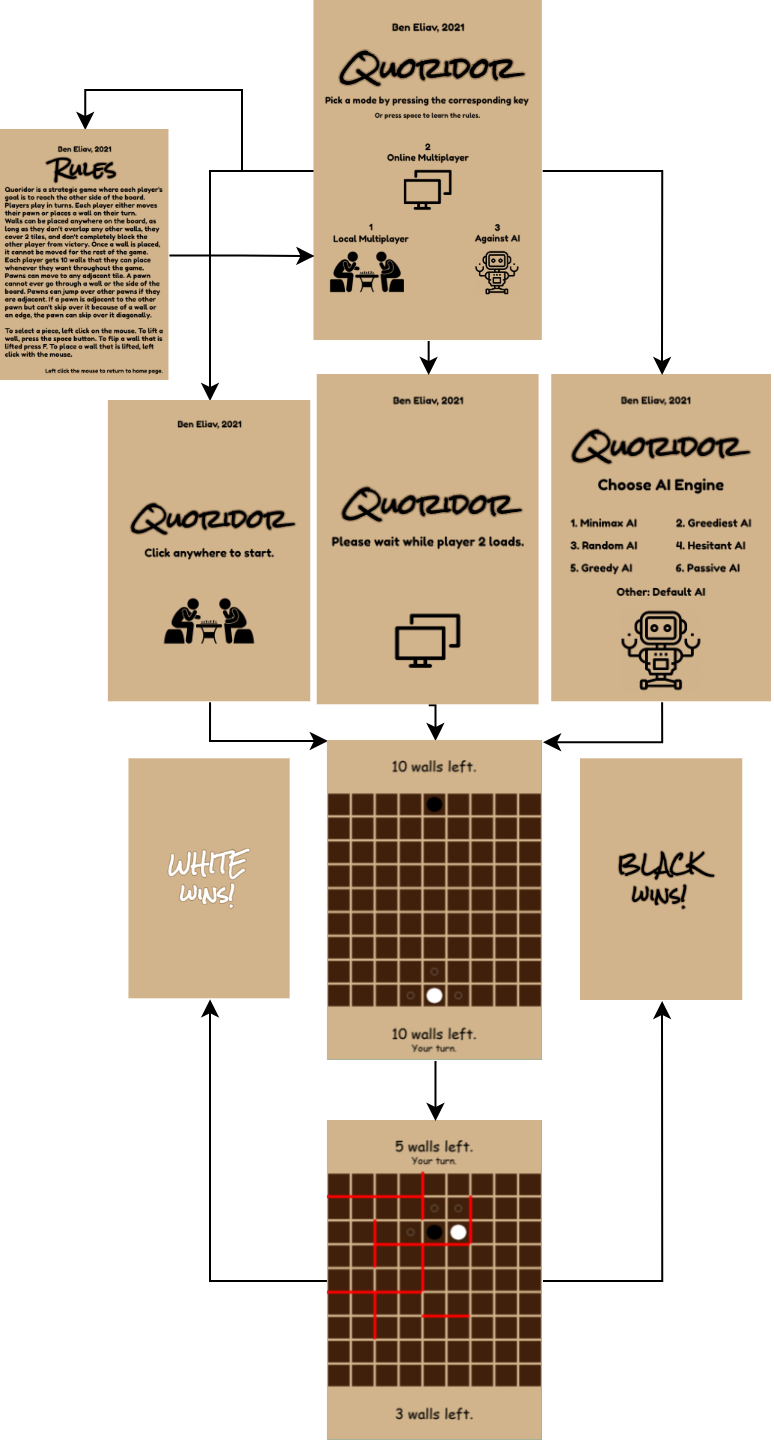 Ben Eliav, 2021
QUORIDOR
Pick a mode by pressing the corresponding key
Or press space to learn the rules.
2
Online Multiplayer
1
Local Multiplayer
3
Against AI
Ben Eliav, 2021
RULES
Quoridor is a strategic game where each player's
goal is to reach the other side of the board.
Players play in turns. Each player either moves
their pawn or places a wall on their turn.
Walls can be placed anywhere on the board, as
long as they don't overlap any other walls, they
cover 2 tiles, and don't completely block the
other player from victory. Once a wall is placed,
it cannot be moved for the rest of the game.
Each player gets 10 walls that they can place
whenever they want throughout the game.
Pawns can move to any adjacent tile. A pawn
cannot ever go through a wall or the side of the
board. Pawns can jump over other pawns if they
are adjacent. If a pawn is adjacent to the other
pawn but can't skip over it because of a wall or
an edge, the pawn can skip over it diagonally.
To select a piece, left click on the mouse. To lift a
wall, press the space button. To flip a wall that is
lifted press F. To place a wall that is lifted, left
click with the mouse.
Left click the mouse to return to home page.
Ben Eliav, 2021
QUORIDOR
Click anywhere to start.
Ben Eliav, 2021
QUORIDOR
Please wait while player 2 loads.
Ben Eliav, 2021
QUORIDOR
Choose AI Engine
1. Minimax AI
2. Greediest AI
3. Random AI
4. Hesitant AI
5. Greedy AI
6. Passive AI
Other: Default AI
10 walls left.
10 walls left.
Your turn.
WHITE
WINS!
BLACK
WINS!
5 walls left.
Your turn.
3 walls left.